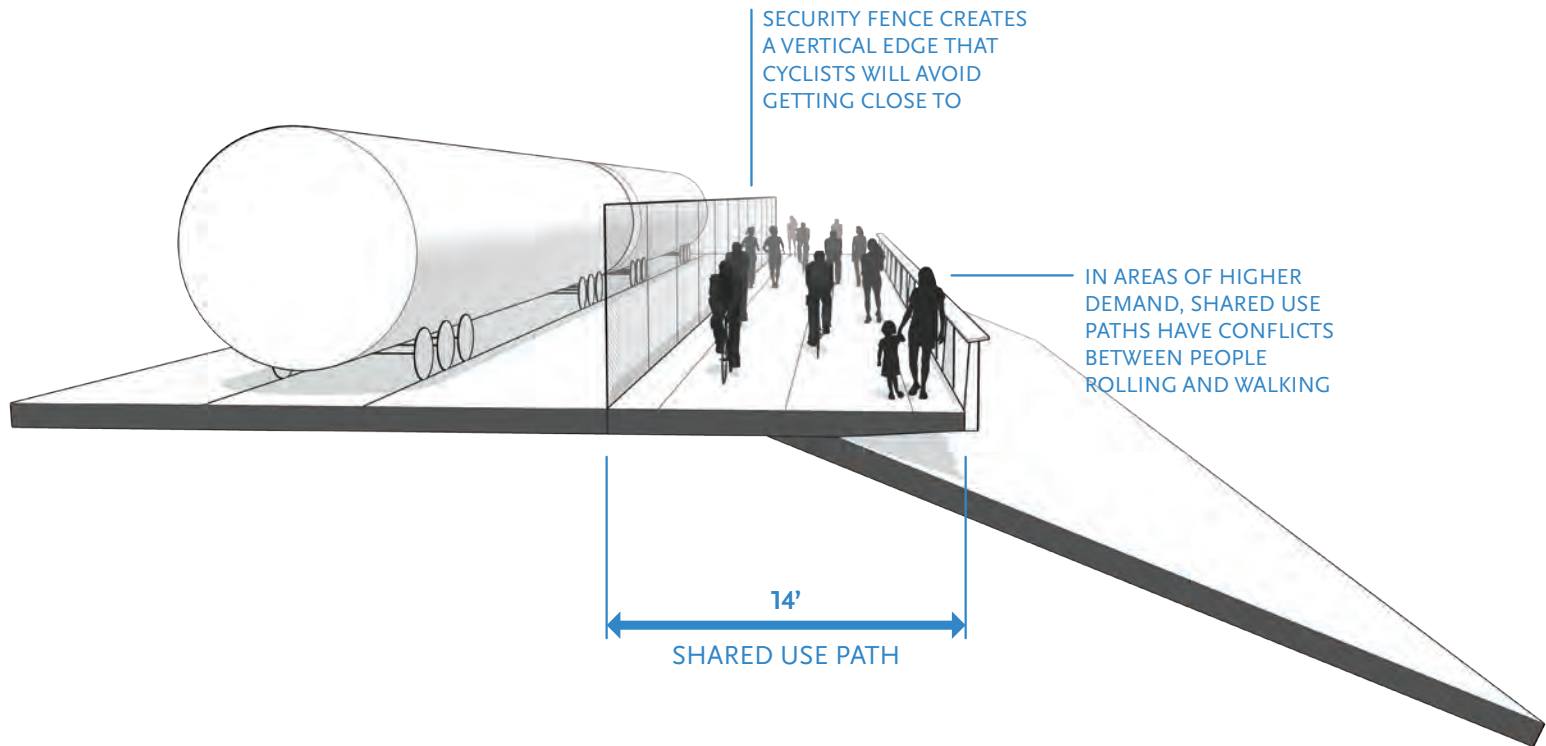 SECURITY FENCE CREATES
A VERTICAL EDGE THAT
CYCLISTS WILL AVOID
GETTING CLOSE TO
IN AREAS OF HIGHER
DEMAND, SHARED USE
PATHS HAVE CONFLICTS
BETWEEN PEOPLE
ROLLING AND WALKING
14’
SHARED USE PATH